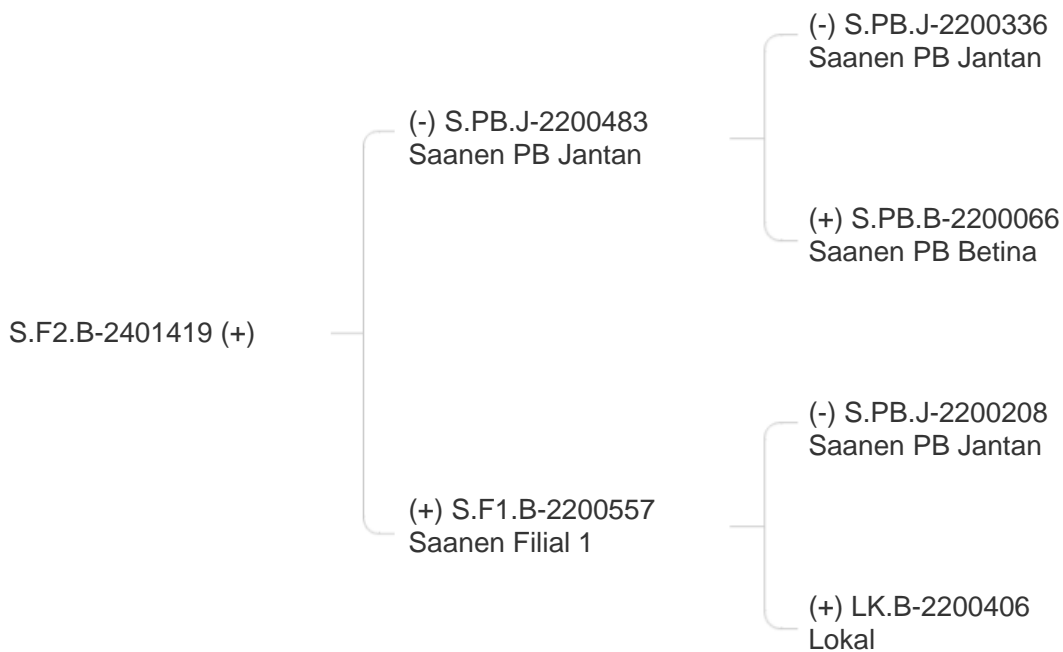 (-) S.PB.J-2200336
Saanen PB Jantan
(-) S.PB.J-2200483
Saanen PB Jantan
(+) S.PB.B-2200066
Saanen PB Betina
S.F2.B-2401419 (+)
(-) S.PB.J-2200208
Saanen PB Jantan
(+) S.F1.B-2200557
Saanen Filial 1
(+) LK.B-2200406
Lokal